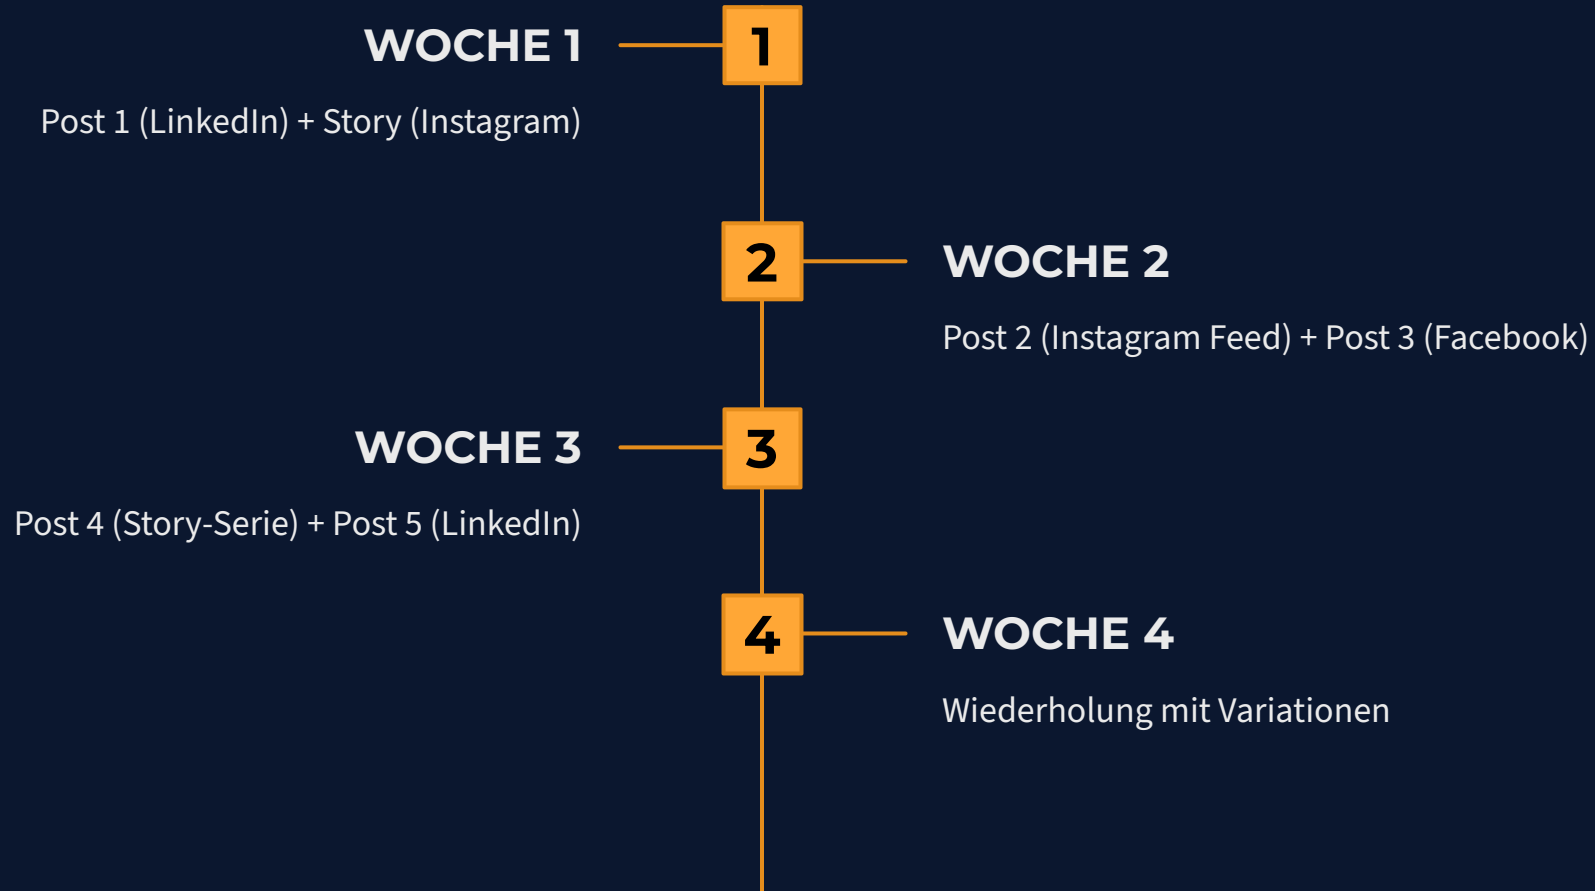 WOCHE 1
1
Post 1 (LinkedIn) + Story (Instagram)
2
WOCHE 2
Post 2 (Instagram Feed) + Post 3 (Facebook)
WOCHE 3
3
Post 4 (Story-Serie) + Post 5 (LinkedIn)
4
WOCHE 4
Wiederholung mit Variationen